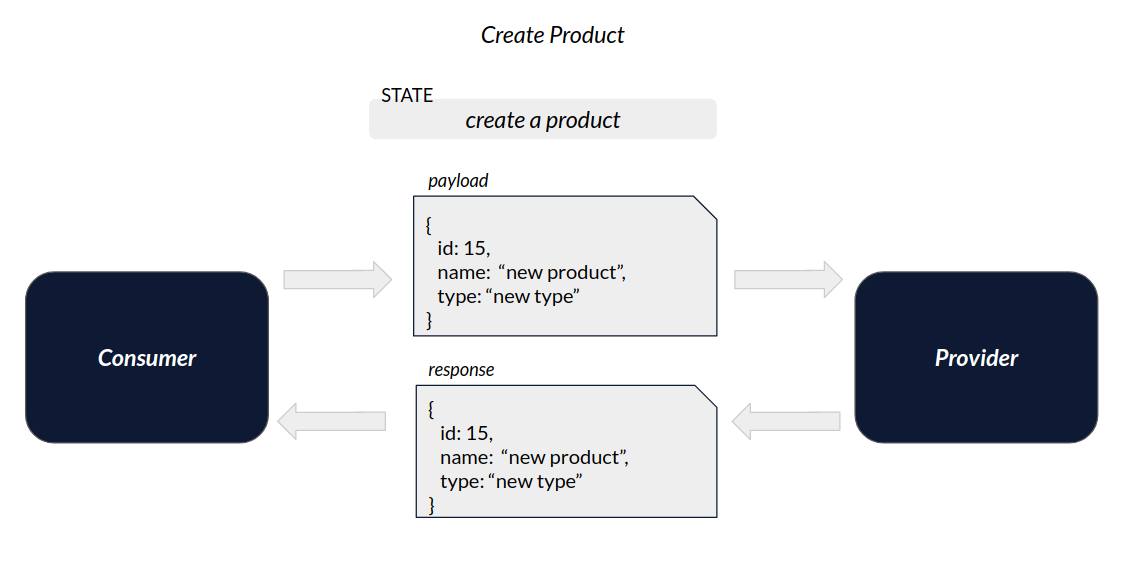 Create Product
STATE
create a product
payload
{
id: 15,
name: “new product”,
type: “new type”
}
Consumer
Provider
response
{
id: 15,
name: “new product”,
type: “new type”
}